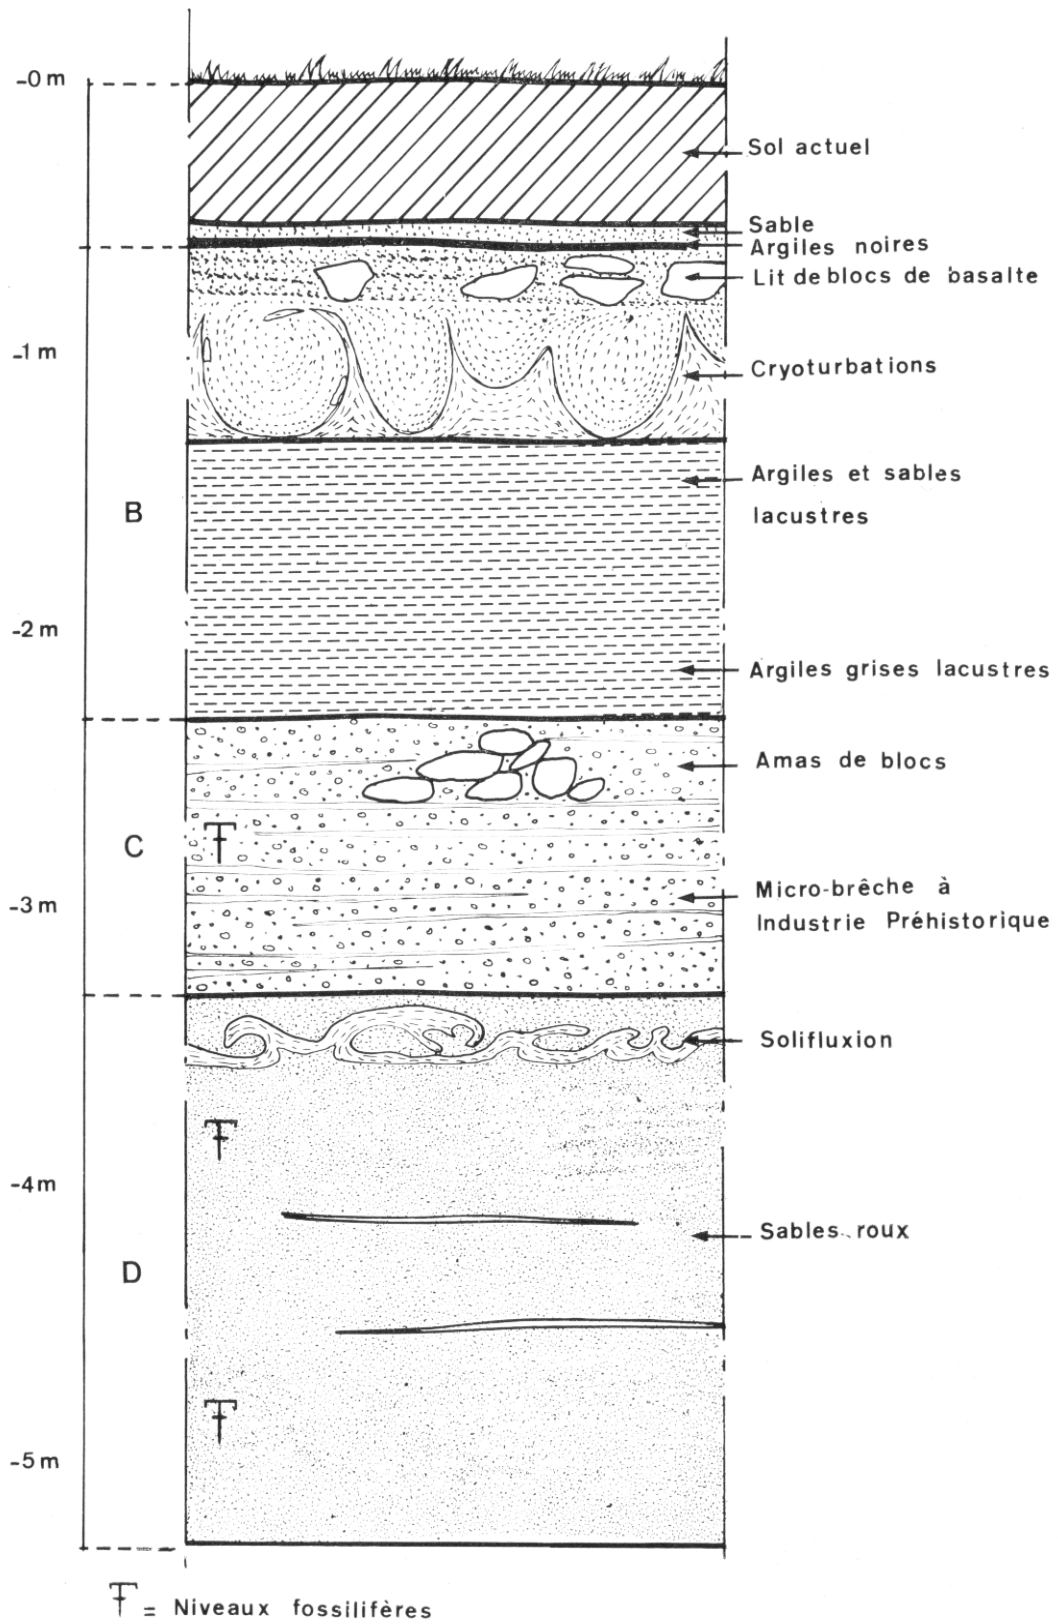 -0 m
Sol actuel
Sable
Argiles noires
Lit de blocs de basalte
-1 m
Cryoturbations
Argiles et sables
lacustres
B
-2 m
Argiles grises lacustres
Amas de blocs
C
Micro-brêche à
Industrie Préhistorique
-3 m
Solifluxion
-4 m
Sables roux
D
-5 m
= Niveaux fossilifères